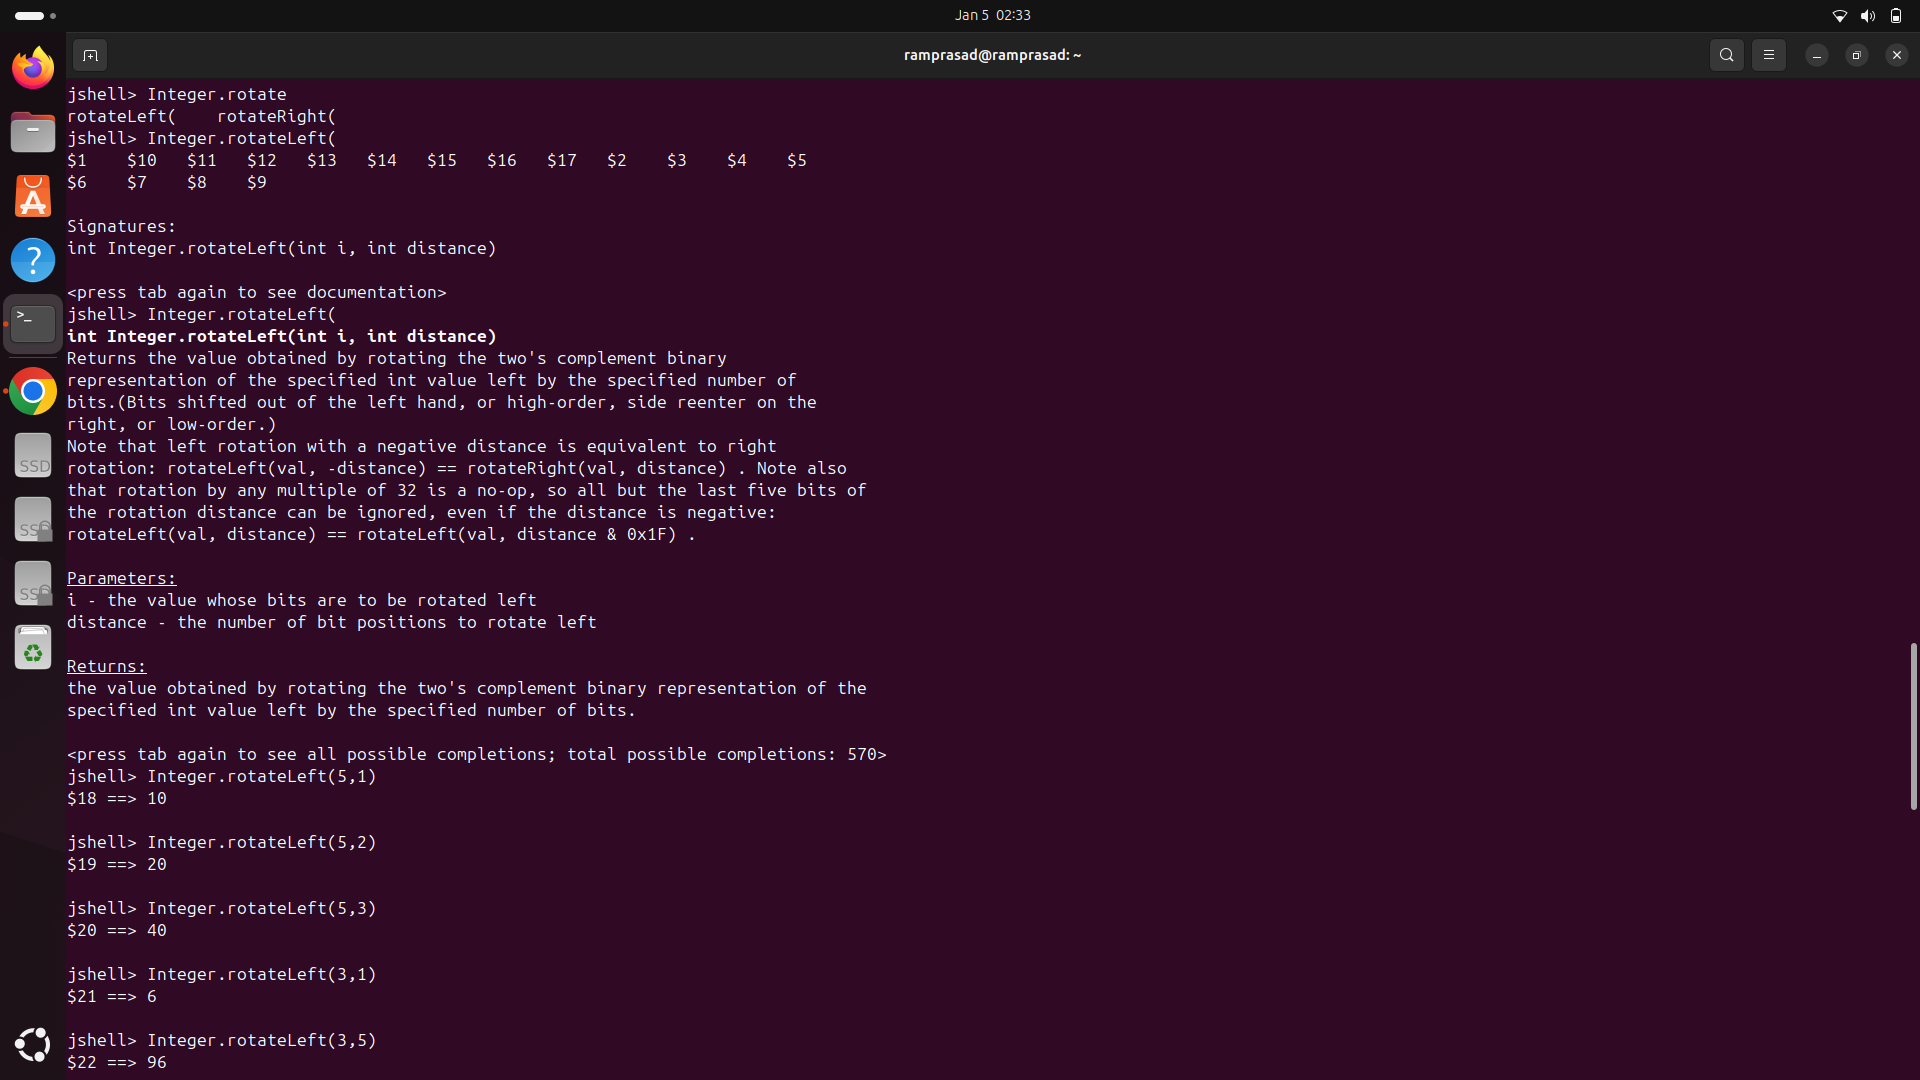 Jan 5  02:33
ramprasad@ramprasad: ~
jshell> Integer.rotate
rotateLeft(    rotateRight(
jshell> Integer.rotateLeft(
$1    $10   $11   $12   $13   $14   $15   $16   $17   $2    $3    $4    $5
$6    $7    $8    $9
Signatures:
int Integer.rotateLeft(int i, int distance)
<press tab again to see documentation>
jshell> Integer.rotateLeft(
int Integer.rotateLeft(int i, int distance)
Returns the value obtained by rotating the two's complement binary
representation of the specified int value left by the specified number of
bits.(Bits shifted out of the left hand, or high-order, side reenter on the
right, or low-order.)
Note that left rotation with a negative distance is equivalent to right
rotation: rotateLeft(val, -distance) == rotateRight(val, distance) . Note also
that rotation by any multiple of 32 is a no-op, so all but the last five bits of
the rotation distance can be ignored, even if the distance is negative:
rotateLeft(val, distance) == rotateLeft(val, distance & 0x1F) .
Parameters:
i - the value whose bits are to be rotated left
distance - the number of bit positions to rotate left
Returns:
the value obtained by rotating the two's complement binary representation of the
specified int value left by the specified number of bits.
<press tab again to see all possible completions; total possible completions: 570>
jshell> Integer.rotateLeft(5,1)
$18 ==> 10
jshell> Integer.rotateLeft(5,2)
$19 ==> 20
jshell> Integer.rotateLeft(5,3)
$20 ==> 40
jshell> Integer.rotateLeft(3,1)
$21 ==> 6
jshell> Integer.rotateLeft(3,5)
$22 ==> 96
SSD
SSD
SSD